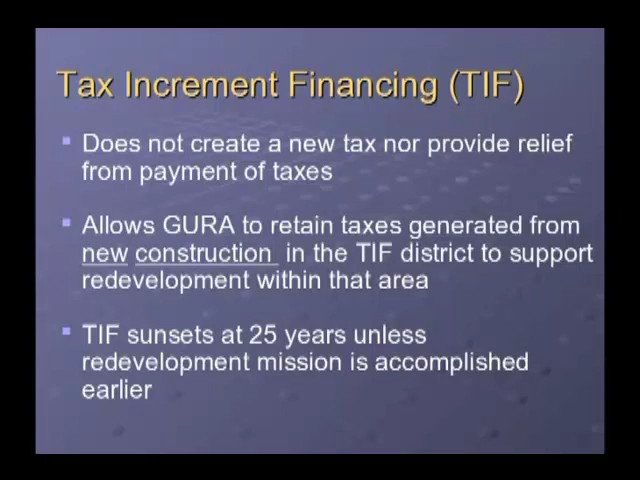 Tax Increment Financing (TIF)
Does not create a new tax nor provide relief
from payment of taxes
Allows GURA to retain taxes generated from
new construction in the TIF district to support
redevelopment within that area
TIF sunsets at 25 years unless
redevelopment mission is accomplished
earlier